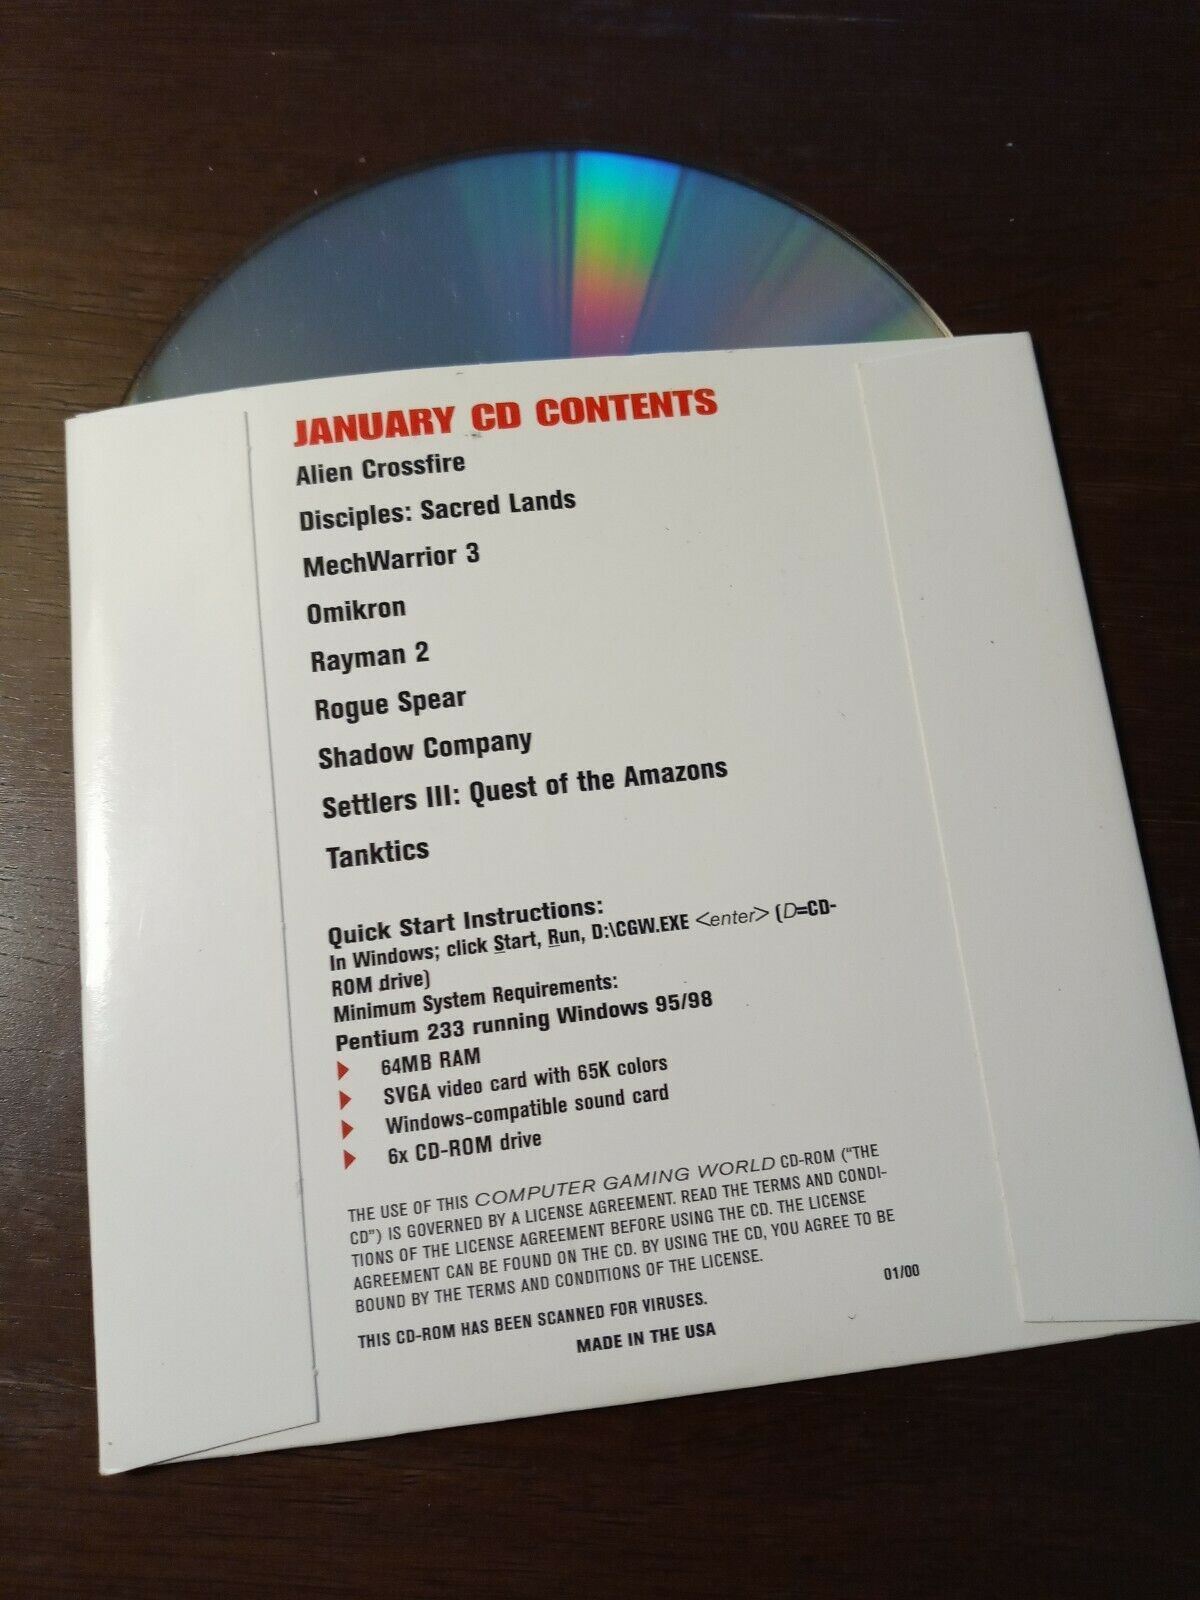 JANUARY CD CONTENTS
Alien Crossfire
Disciples: Sacred Lands
MechWarrior 3
Omikron
Rayman 2
Rogue Spear
Shadow Company
Settlers III: Quest of the Amazons
Tanktics
Quick Start Instructions:
In Windows; click Start, Run, D:\CGW.EXE <enter> (D=CD-
ROM drive)
Minimum System Requirements:
Pentium 233 running Windows 95/98
64MB RAM
SVGA video card with 65K colors
Windows-compatible sound card
6x CD-ROM drive
THE USE OF THIS COMPUTER GAMING WORLD CD-ROM ("THE
CD") IS GOVERNED BY A LICENSE AGREEMENT. READ THE TERMS AND CONDI-
TIONS OF THE LICENSE AGREEMENT BEFORE USING THE CD. THE LICENSE
AGREEMENT CAN BE FOUND ON THE CD. BY USING THE CD, YOU AGREE TO BE
BOUND BY THE TERMS AND CONDITIONS OF THE LICENSE.
01/00
THIS CD-ROM HAS BEEN SCANNED FOR VIRUSES.
MADE IN THE USA